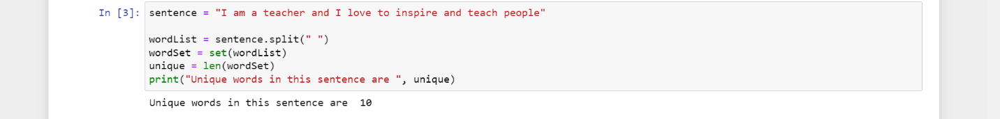 In [3]: sentence = "I am a teacher and I love to inspire and teach people"
wordList = sentence.split(" ")
wordSet = set(wordList)
unique = len(wordSet)
print("Unique words in this sentence are ", unique)
Unique words in this sentence are  10